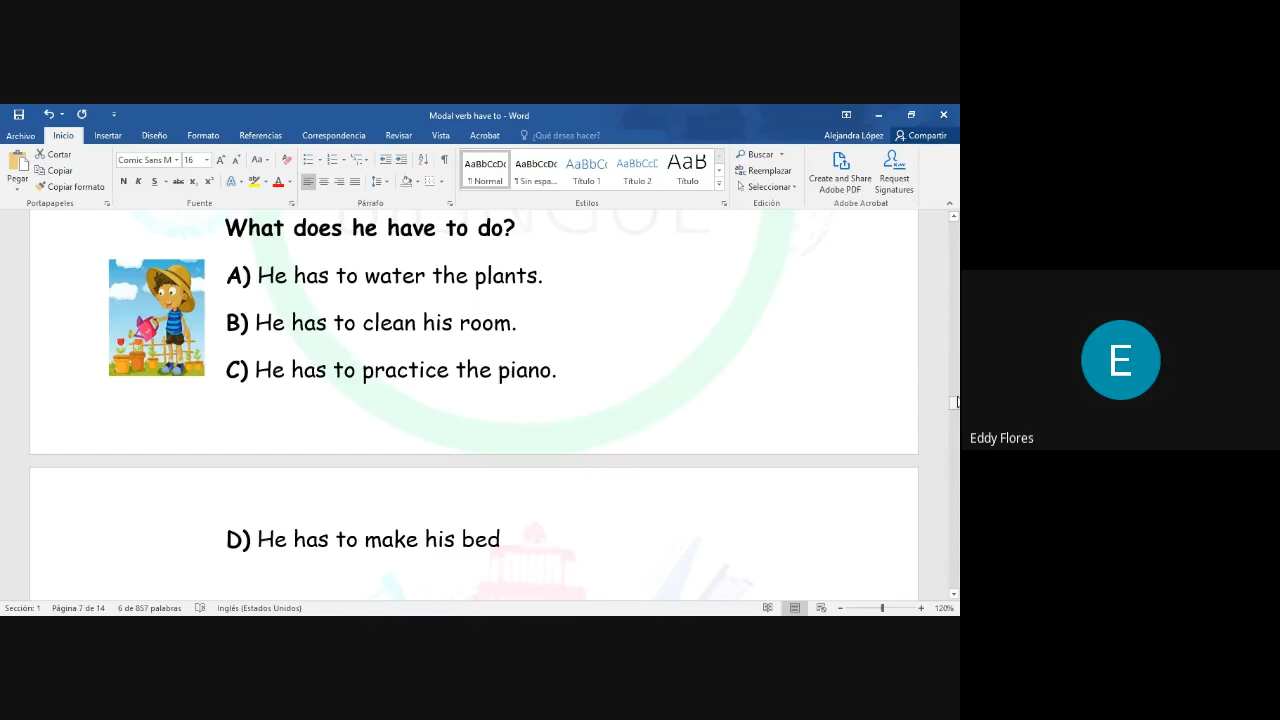 Modal verb have to - Word
Archivo Inicio Insertar Diseño Formato Referencias Correspondencia Revisar Vista Acrobat ¿Qué desea hacer? Alejandra López Compartir
Pegar
Cortar
Copiar
Copiar formato
Portapapeles
Comic Sans M 16
Fuente
Párrafo
AaBbCcDc AaBbCcDc AaBbCc AaBbCcC AaB
¶ Normal ¶ Sin espa... Título 1 Título 2 Título
Estilos
Buscar
Reemplazar
Seleccionar
Edición
Create and Share Adobe PDF
Request Signatures
Adobe Acrobat
What does he have to do?
A) He has to water the plants.
B) He has to clean his room.
C) He has to practice the piano.
D) He has to make his bed
E
Eddy Flores
Sección: 1 Página 7 de 14 6 de 857 palabras Inglés (Estados Unidos) 120%